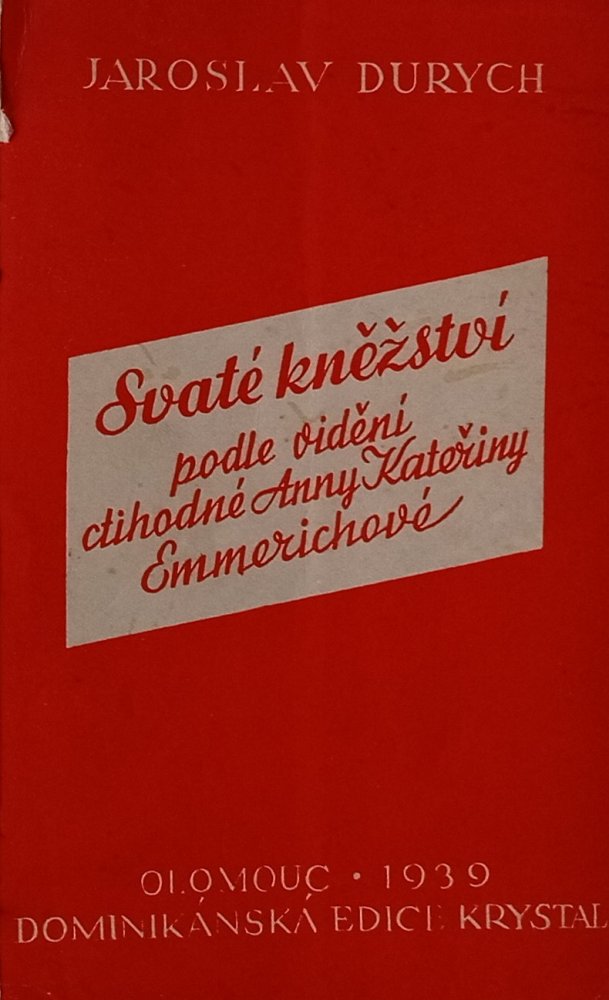 JAROSLAV DURYCH
Svaté kněžství
podle vidění
ctihodné Anny Kateřiny
Emmerichové
OLOMOUC • 1939
DOMINIKÁNSKÁ EDICE KRYSTAL